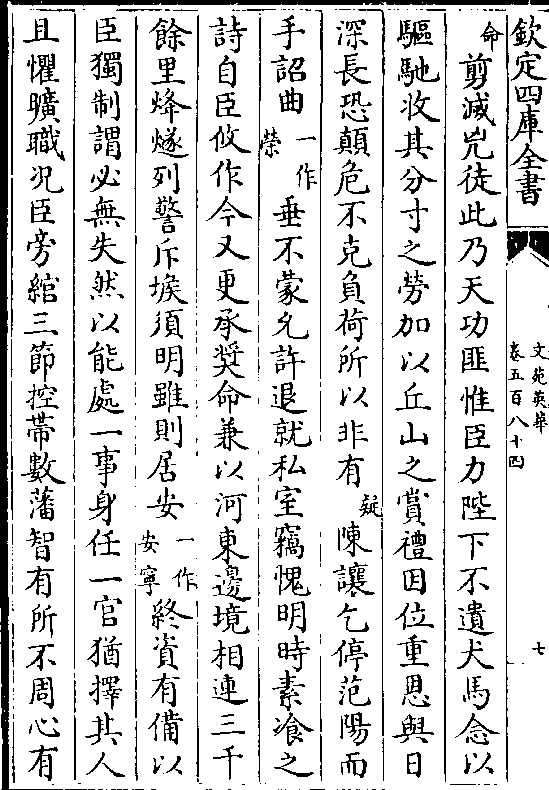 欽定四庫全書
文苑英華
卷五百八十四
七
命剪滅兇徒此乃天功匪惟臣力陛下不遺犬馬念以
驅馳收其分寸之勞加以丘山之賞禮因位重恩與日
深長恐顛危不克負荷所以非有疑陳讓乞停范陽而
手詔曲一作榮垂不蒙允許退就私室竊愧明時素飡之
詩自臣攸作今又更承奬命兼以河東邊境相連三千
餘里烽燧列警斥堠須明雖則居安一作安寧終資有備以
臣獨制謂必無失然以能處一事身任一官猶擇其人
且懼曠職况臣旁綰三節控帶數藩智有所不周心有